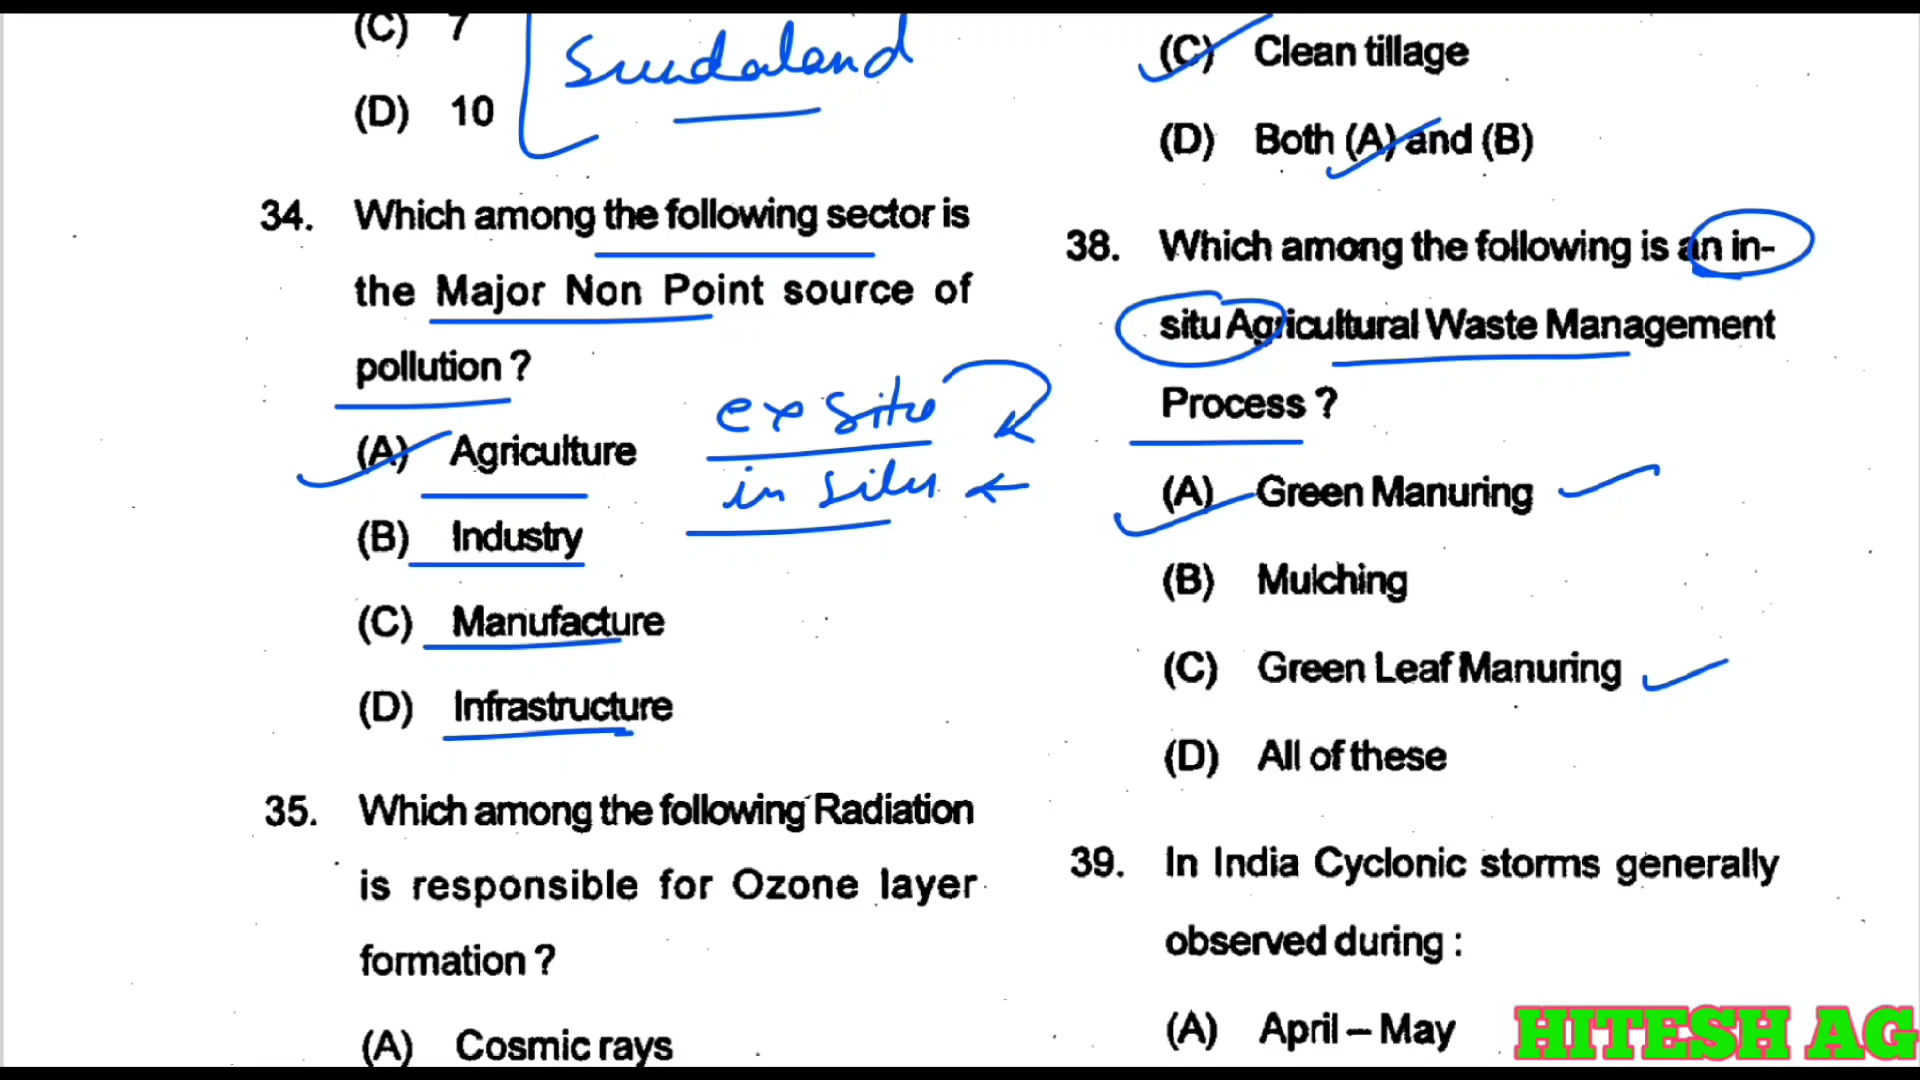 (C) 7
(D) 10
Sundaland
34. Which among the following sector is
the Major Non Point source of
pollution ?
(A) Agriculture
(B) Industry
(C) Manufacture
(D) Infrastructure
ex situ
in situ
35. Which among the following Radiation
is responsible for Ozone layer
formation ?
(A) Cosmic rays
(C) Clean tillage
(D) Both (A) and (B)
38. Which among the following is an in-
situ Agricultural Waste Management
Process ?
(A) Green Manuring
(B) Mulching
(C) Green Leaf Manuring
(D) All of these
39. In India Cyclonic storms generally
observed during :
(A) April – May
HITESH AG